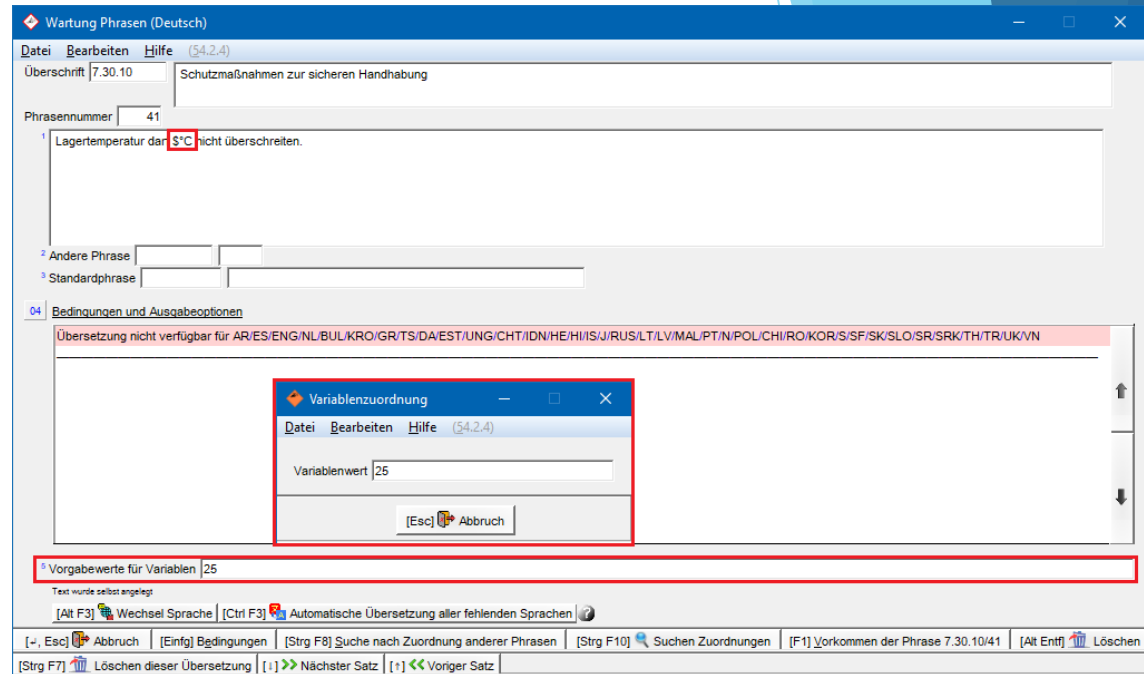 Wartung Phrasen (Deutsch)
Datei Bearbeiten Hilfe (54.2.4)
Überschrift 7.30.10 Schutzmaßnahmen zur sicheren Handhabung
Phrasennummer 41
1 Lagertemperatur darf $°C nicht überschreiten.
2 Andere Phrase
3 Standardphrase
04 Bedingungen und Ausgabeoptionen
Übersetzung nicht verfügbar für AR/ES/ENG/NL/BUL/KRO/GR/TS/DA/EST/UNG/CHT/IDN/HE/HI/IS/J/RUS/LT/LV/MAL/PT/N/POL/CHI/RO/KOR/S/SF/SK/SLO/SR/SRK/TH/TR/UK/VN
Variablenzuordnung
Datei Bearbeiten Hilfe (54.2.4)
Variablenwert 25
[Esc] Abbruch
5 Vorgabewerte für Variablen 25
Text wurde selbst angelegt
[Alt F3] Wechsel Sprache [Ctrl F3] Automatische Übersetzung aller fehlenden Sprachen ?
[↵, Esc] Abbruch [Einfg] Bedingungen [Strg F8] Suche nach Zuordnung anderer Phrasen [Strg F10] Suchen Zuordnungen [F1] Vorkommen der Phrase 7.30.10/41 [Alt Entf] Löschen
[Strg F7] Löschen dieser Übersetzung [↓] Nächster Satz [↑] Voriger Satz